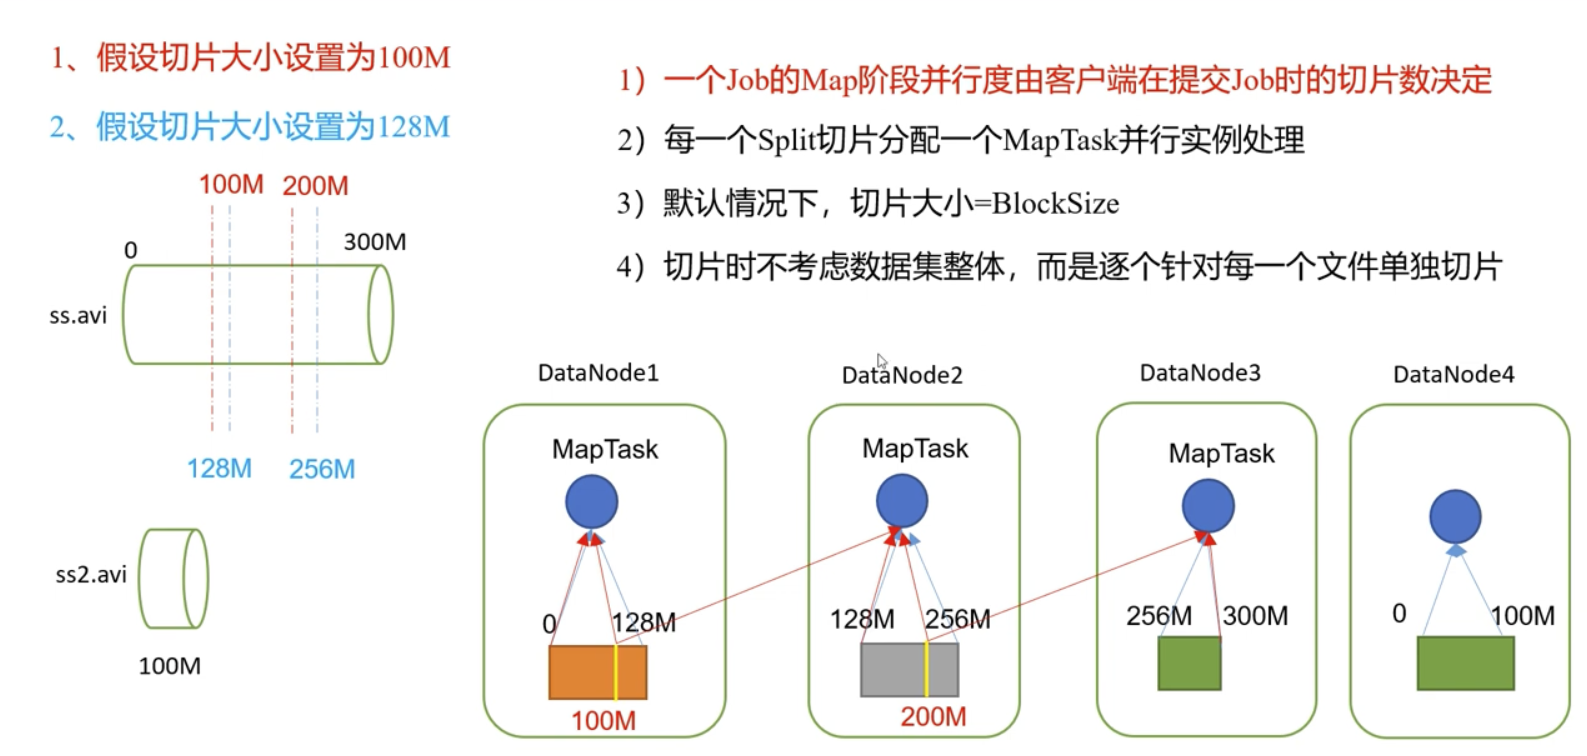 1、假设切片大小设置为100M
2、假设切片大小设置为128M
100M 200M
0 300M
ss.avi
128M 256M
ss2.avi
100M
1）一个Job的Map阶段并行度由客户端在提交Job时的切片数决定
2）每一个Split切片分配一个MapTask并行实例处理
3）默认情况下，切片大小=BlockSize
4）切片时不考虑数据集整体，而是逐个针对每一个文件单独切片
DataNode1
MapTask
0 128M
100M
DataNode2
MapTask
128M 256M
200M
DataNode3
MapTask
256M 300M
DataNode4
0 100M